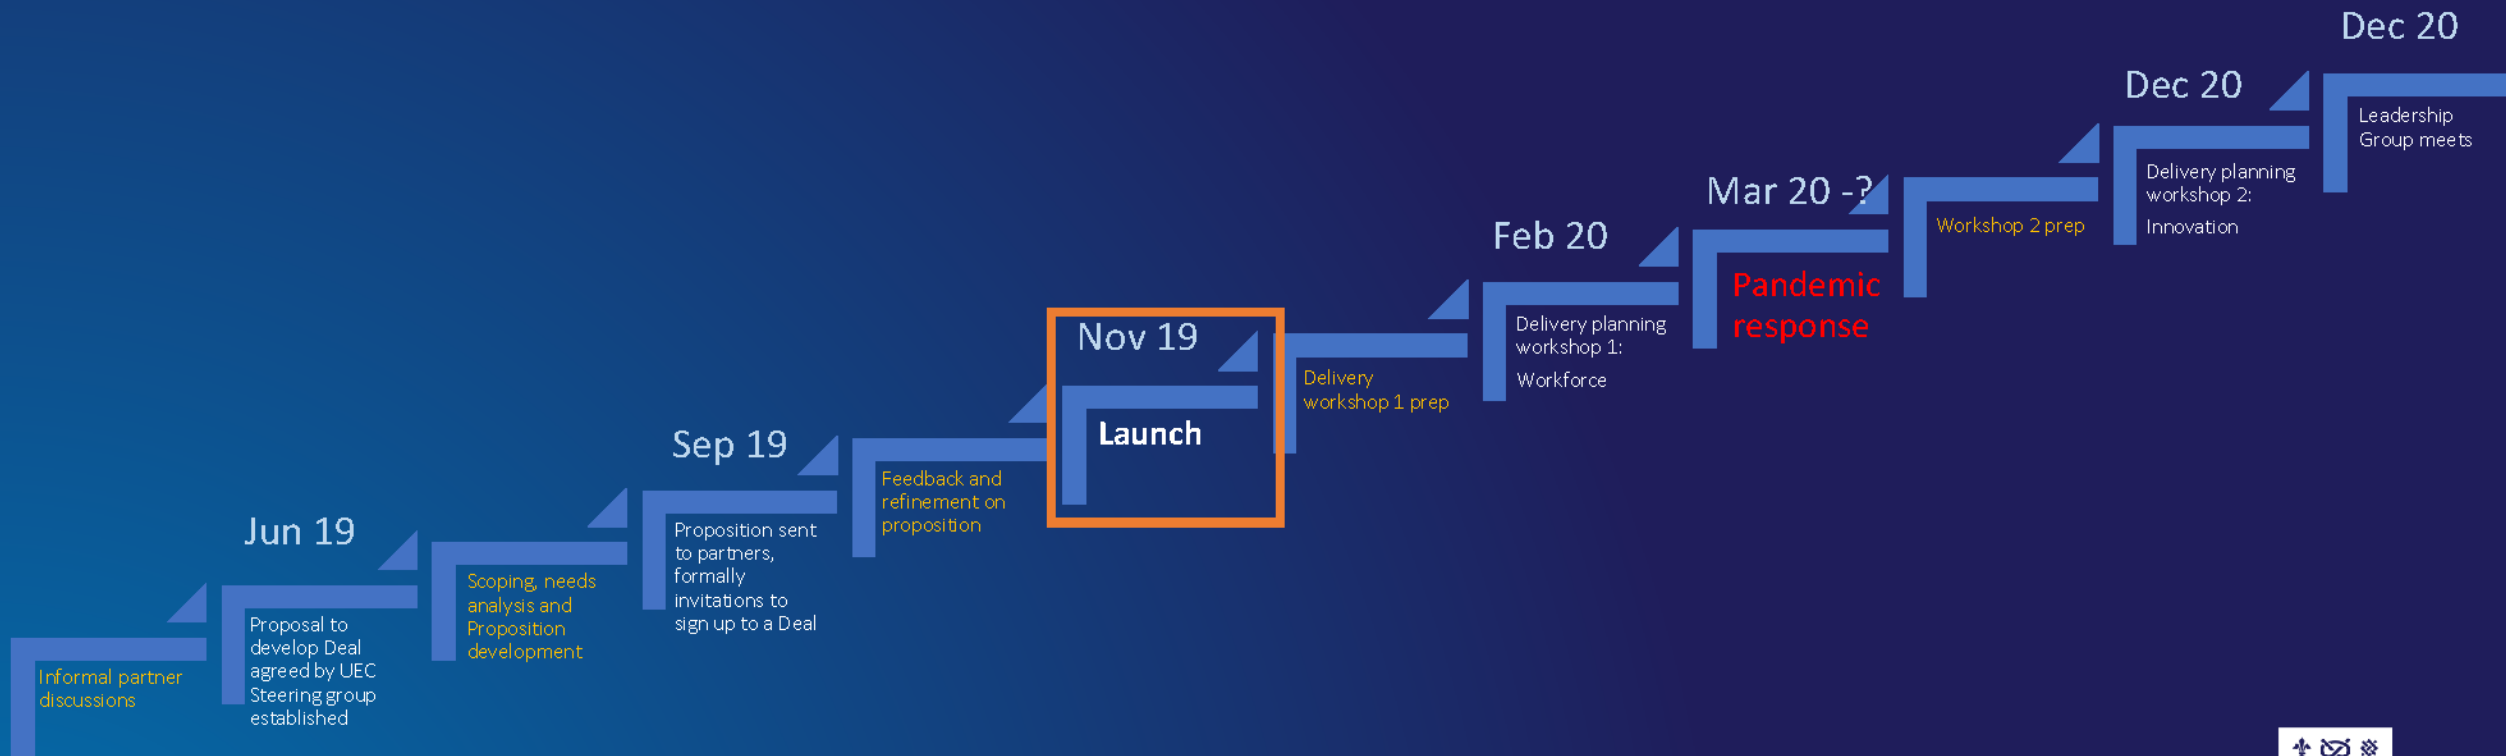 Informal partner
discussions
Jun 19
Proposal to
develop Deal
agreed by UEC
Steering group
established
Scoping, needs
analysis and
Proposition
development
Sep 19
Proposition sent
to partners,
formally
invitations to
sign up to a Deal
Feedback and
refinement on
proposition
Nov 19
Launch
Delivery
workshop 1 prep
Feb 20
Delivery planning
workshop 1:
Workforce
Mar 20 -?
Pandemic
response
Workshop 2 prep
Dec 20
Delivery planning
workshop 2:
Innovation
Dec 20
Leadership
Group meets